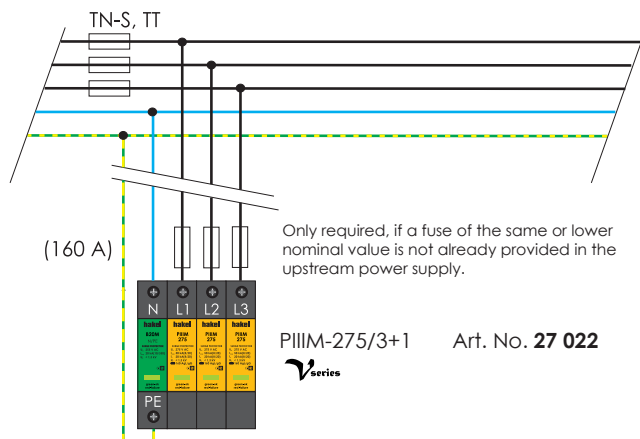 TN-S, TT
(160 A)
Only required, if a fuse of the same or lower
nominal value is not already provided in the
upstream power supply.
N L1 L2 L3
hakel hakel hakel hakel
PIIIM PIIIM PIIIM
275 275 275
PE
PIIIM-275/3+1 Art. No. 27 022
V series